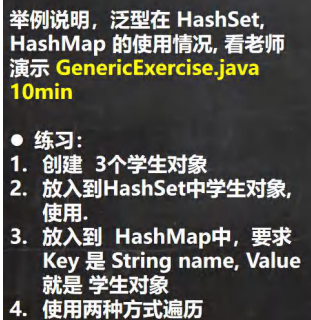 举例说明，泛型在 HashSet,
HashMap 的使用情况, 看老师
演示 GenericExercise.java
10min
● 练习：
1. 创建 3个学生对象
2. 放入到HashSet中学生对象,
使用.
3. 放入到 HashMap中，要求
Key 是 String name, Value
就是 学生对象
4. 使用两种方式遍历